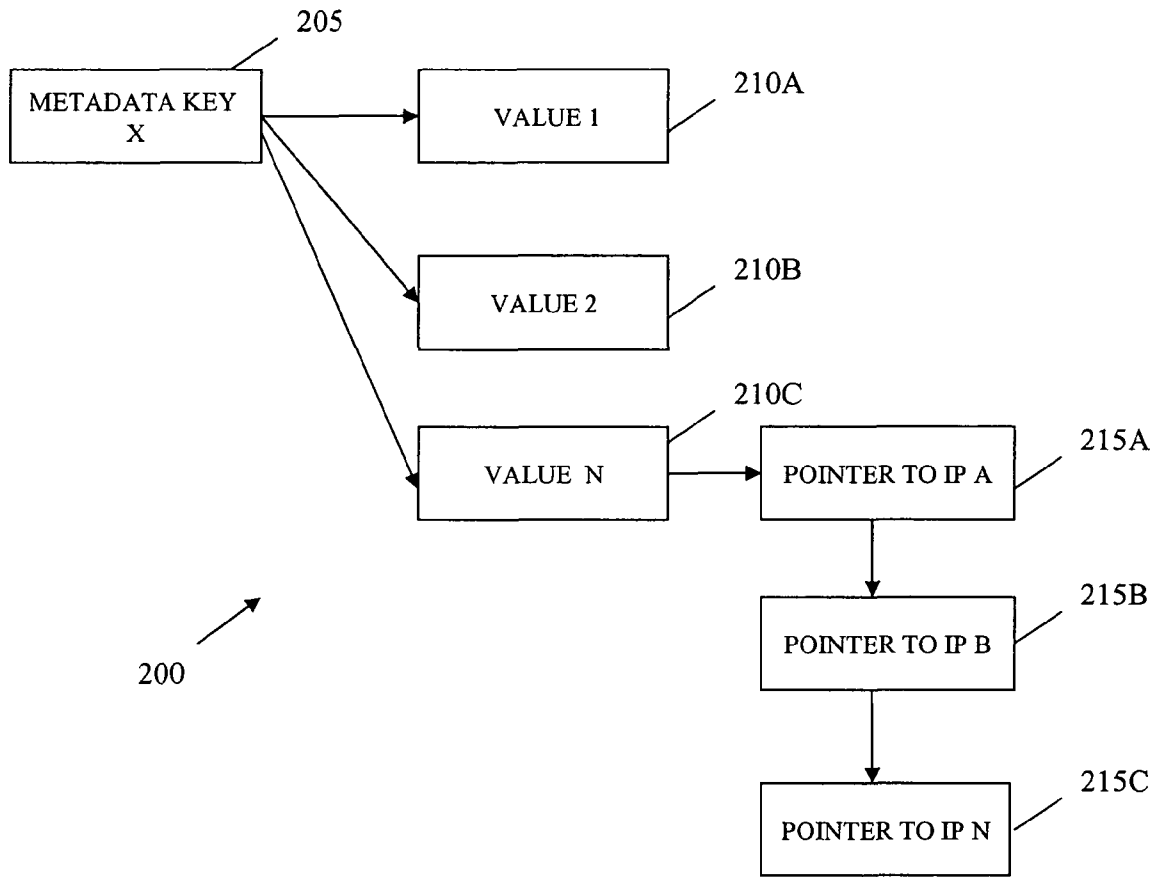 205
METADATA KEY
X
210A
VALUE 1
210B
VALUE 2
210C
VALUE N
215A
POINTER TO IP A
215B
POINTER TO IP B
200
215C
POINTER TO IP N